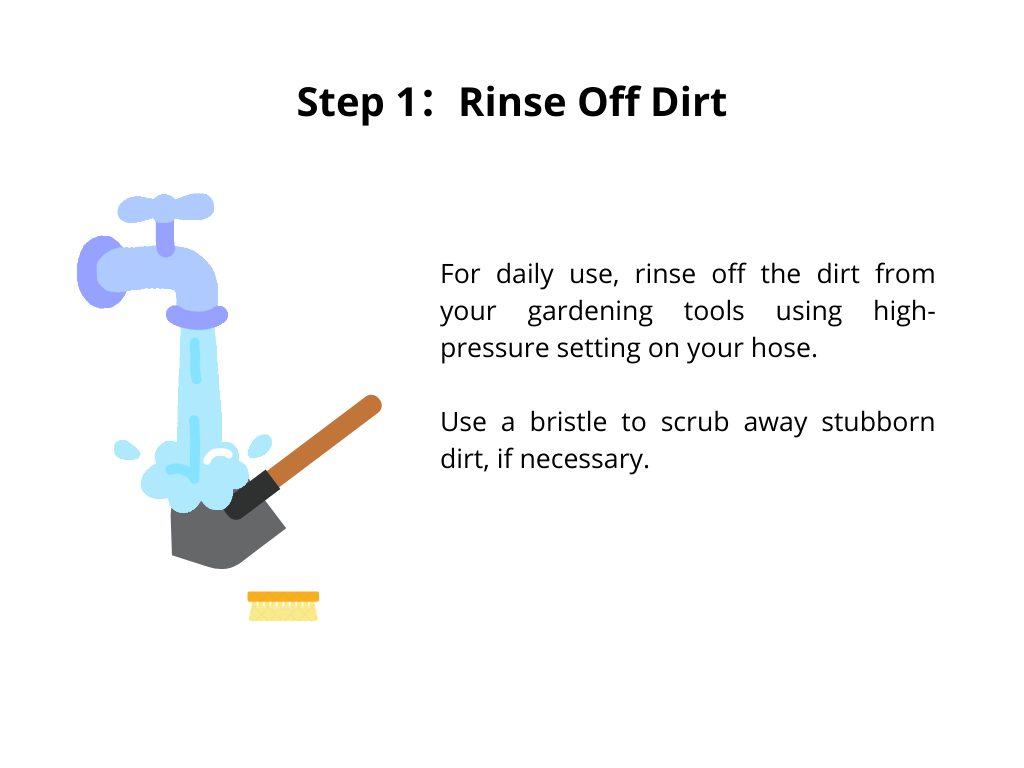 Step 1: Rinse Off Dirt
For daily use, rinse off the dirt from
your gardening tools using high-
pressure setting on your hose.
Use a bristle to scrub away stubborn
dirt, if necessary.